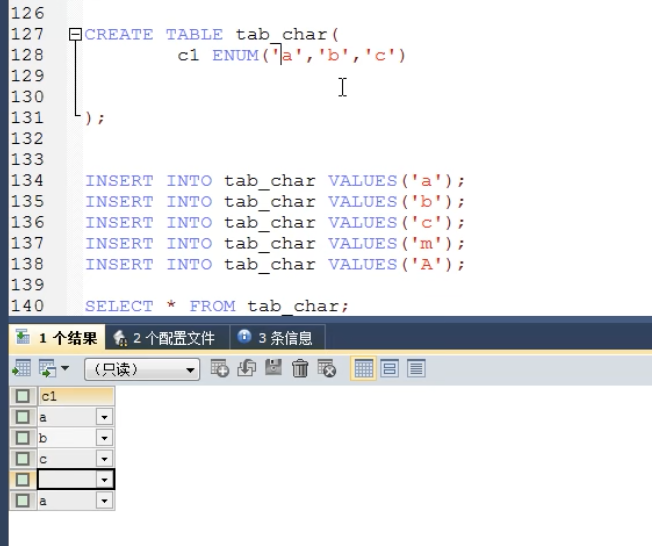 126
127 CREATE TABLE tab_char(
128 c1 ENUM('a','b','c')
129
130
131 );
132
133
134 INSERT INTO tab_char VALUES('a');
135 INSERT INTO tab_char VALUES('b');
136 INSERT INTO tab_char VALUES('c');
137 INSERT INTO tab_char VALUES('m');
138 INSERT INTO tab_char VALUES('A');
139
140 SELECT * FROM tab_char;
1 个结果 2 个配置文件 3 条信息
(只读)
c1
a
b
c
a